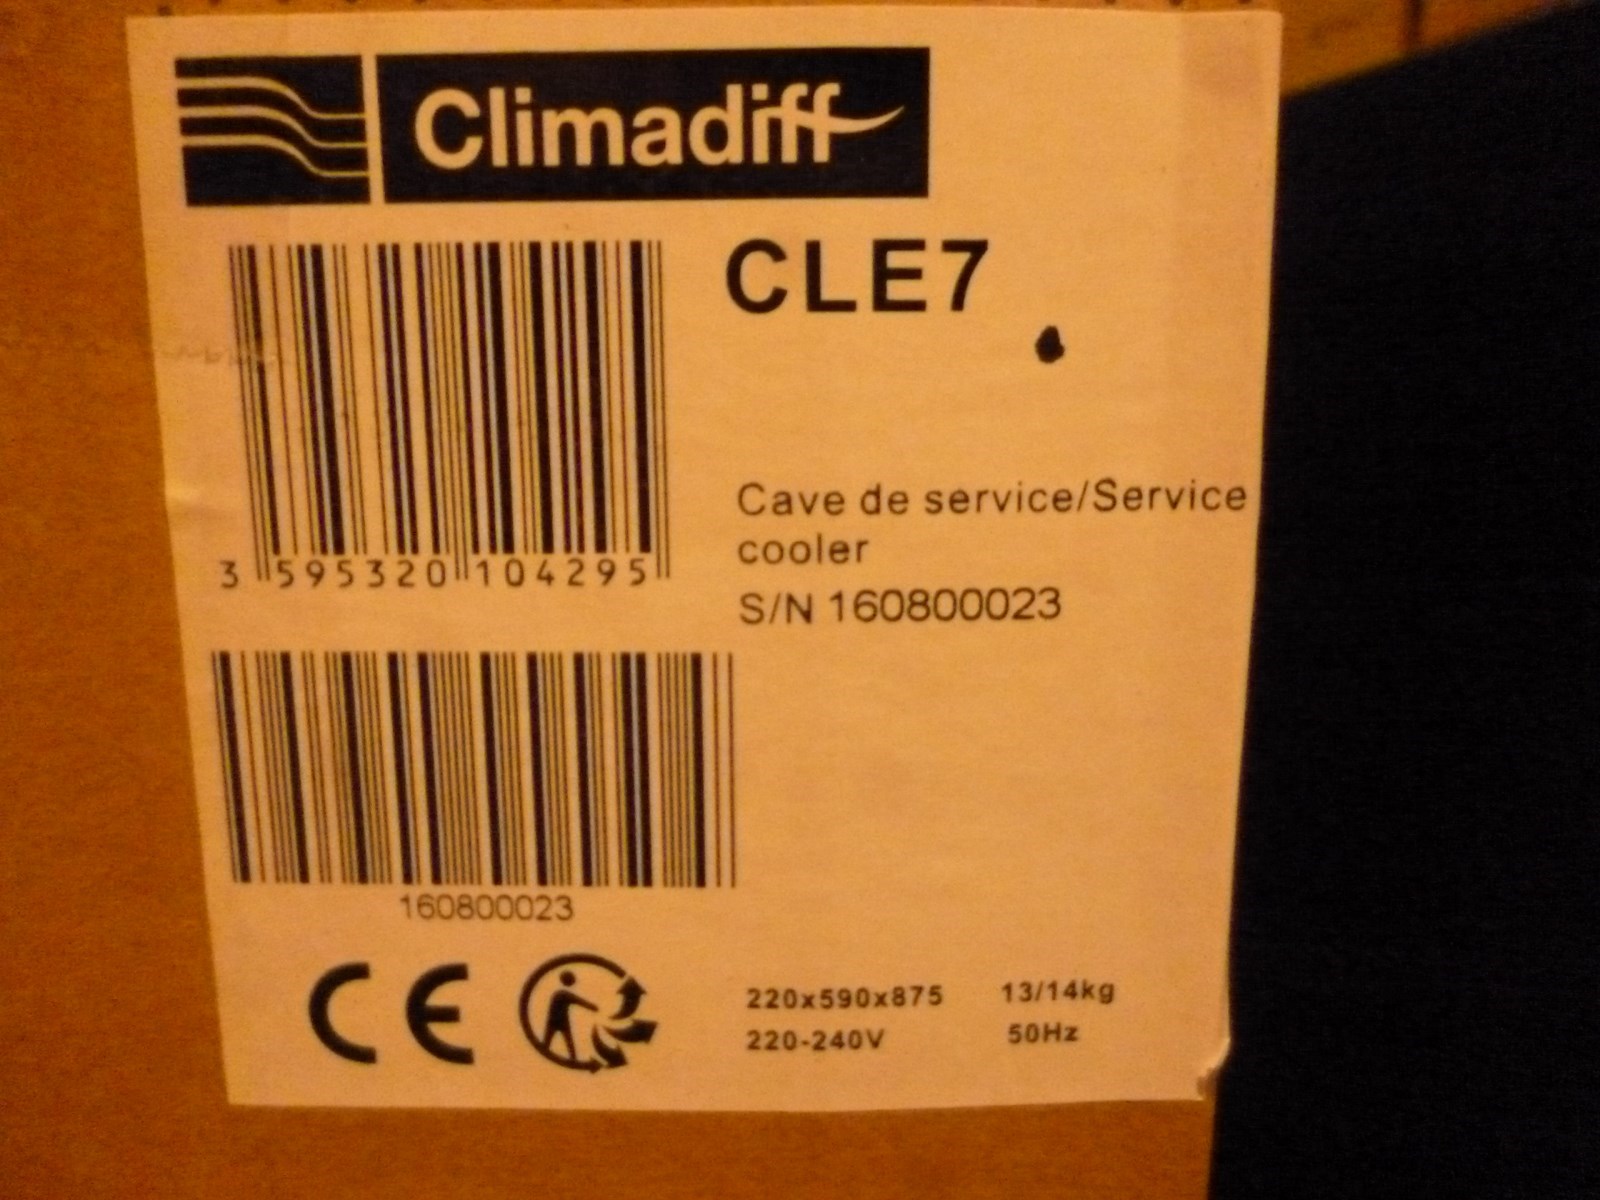 Climadiff
CLE7
3 595320 104295
Cave de service/Service
cooler
S/N 160800023
160800023
CE
220x590x875 13/14kg
220-240V 50Hz